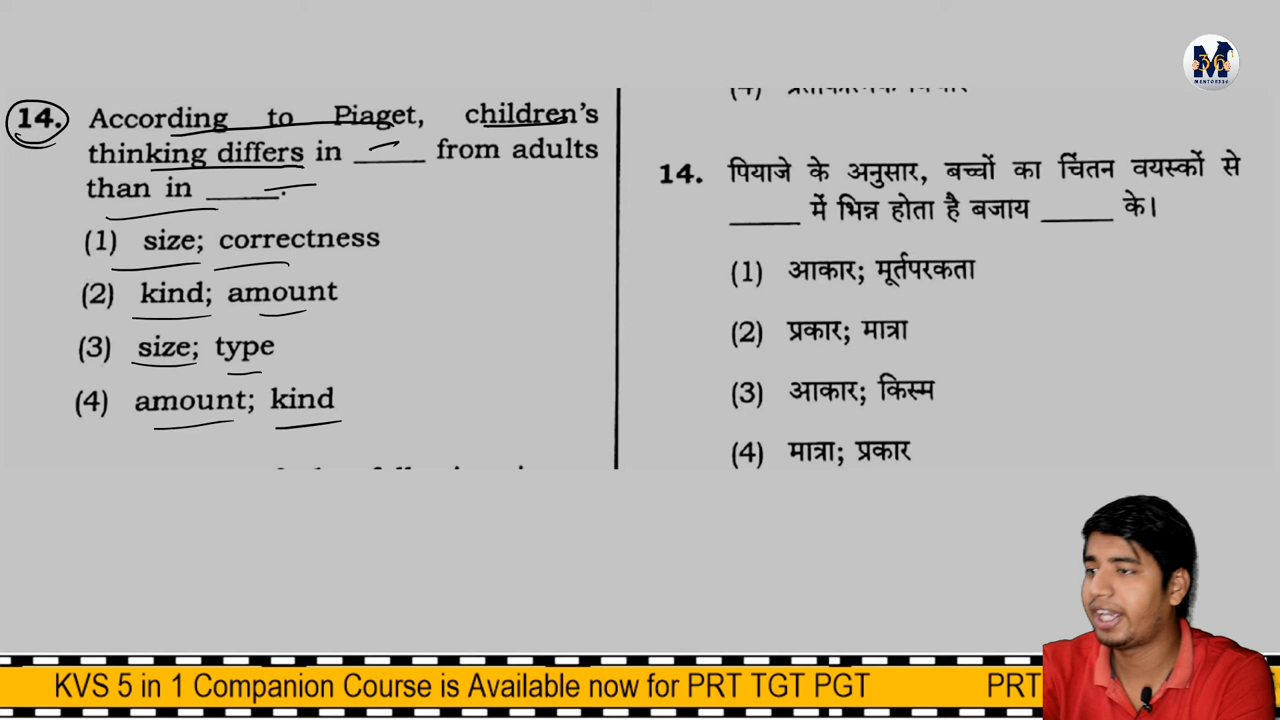 MENTORS36
14. According to Piaget, children's
thinking differs in _____ from adults
than in _____.
(1) size; correctness
(2) kind; amount
(3) size; type
(4) amount; kind
14. पियाजे के अनुसार, बच्चों का चिंतन वयस्कों से
_____ में भिन्न होता है बजाय _____ के।
(1) आकार; मूर्तपरकता
(2) प्रकार; मात्रा
(3) आकार; किस्म
(4) मात्रा; प्रकार
KVS 5 in 1 Companion Course is Available now for PRT TGT PGT
PRT